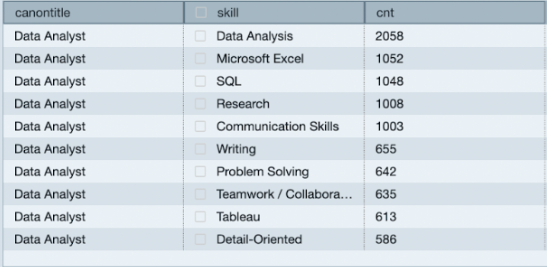 canontitle skill cnt
Data Analyst Data Analysis 2058
Data Analyst Microsoft Excel 1052
Data Analyst SQL 1048
Data Analyst Research 1008
Data Analyst Communication Skills 1003
Data Analyst Writing 655
Data Analyst Problem Solving 642
Data Analyst Teamwork / Collabora... 635
Data Analyst Tableau 613
Data Analyst Detail-Oriented 586